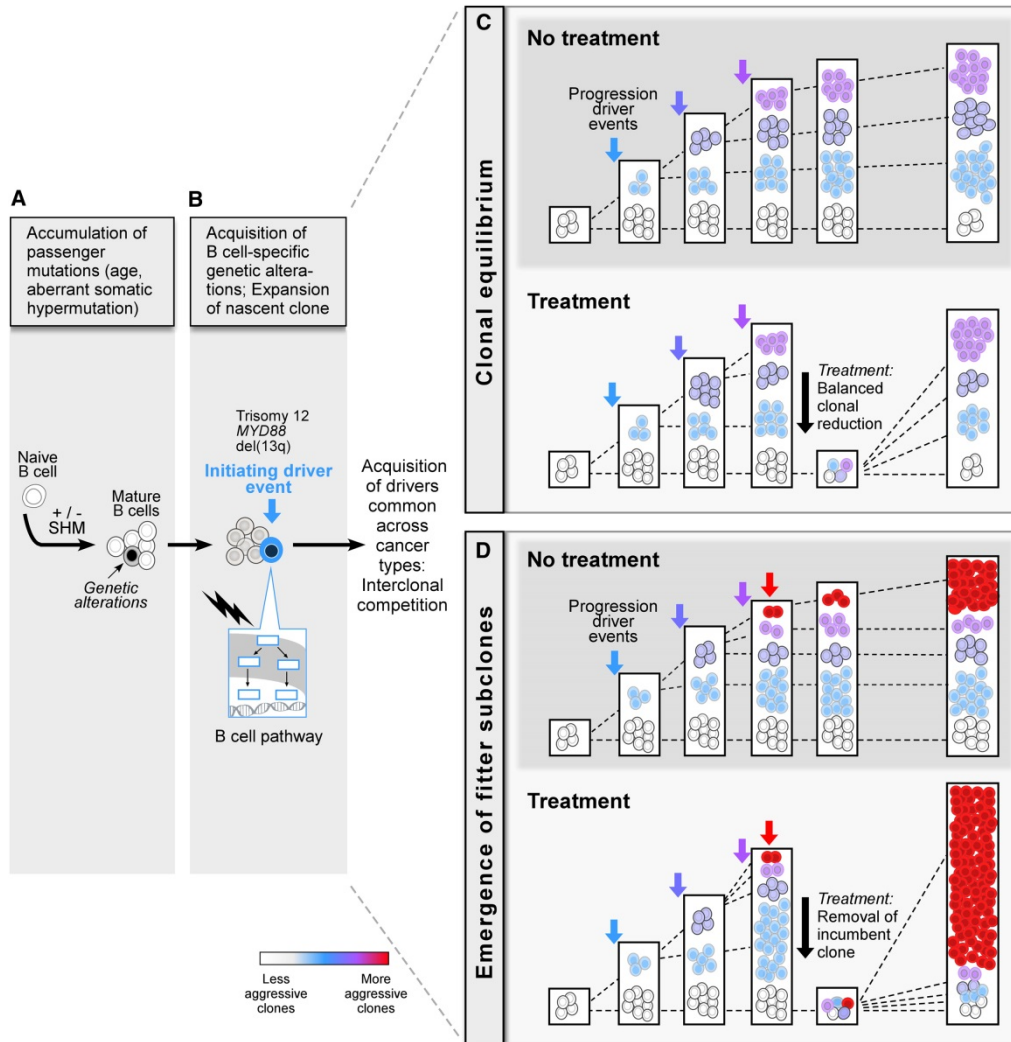 A
Accumulation of
passenger
mutations (age,
aberrant somatic
hypermutation)
Naive
B cell
+ / -
SHM
Mature
B cells
Genetic
alterations
B
Acquisition of
B cell-specific
genetic altera-
tions; Expansion
of nascent clone
Trisomy 12
MYD88
del(13q)
Initiating driver
event
B cell pathway
Acquisition
of drivers
common
across
cancer
types:
Interclonal
competition
Less
aggressive
clones
More
aggressive
clones
C
Clonal equilibrium
No treatment
Progression
driver
events
Treatment
Treatment:
Balanced
clonal
reduction
D
Emergence of fitter subclones
No treatment
Progression
driver
events
Treatment
Treatment:
Removal of
incumbent
clone